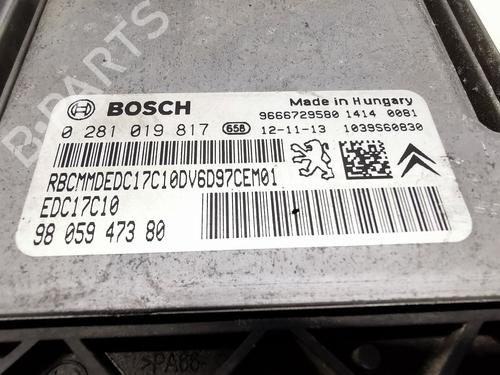 BOSCH
Made in Hungary
9666729580 1414 0081
0 281 019 817 658 12-11-13 1039S60830
RBCMMDEDC17C10DV6D97CEM01
EDC17C10
98 059 473 80
>PA66-
B-PARTS